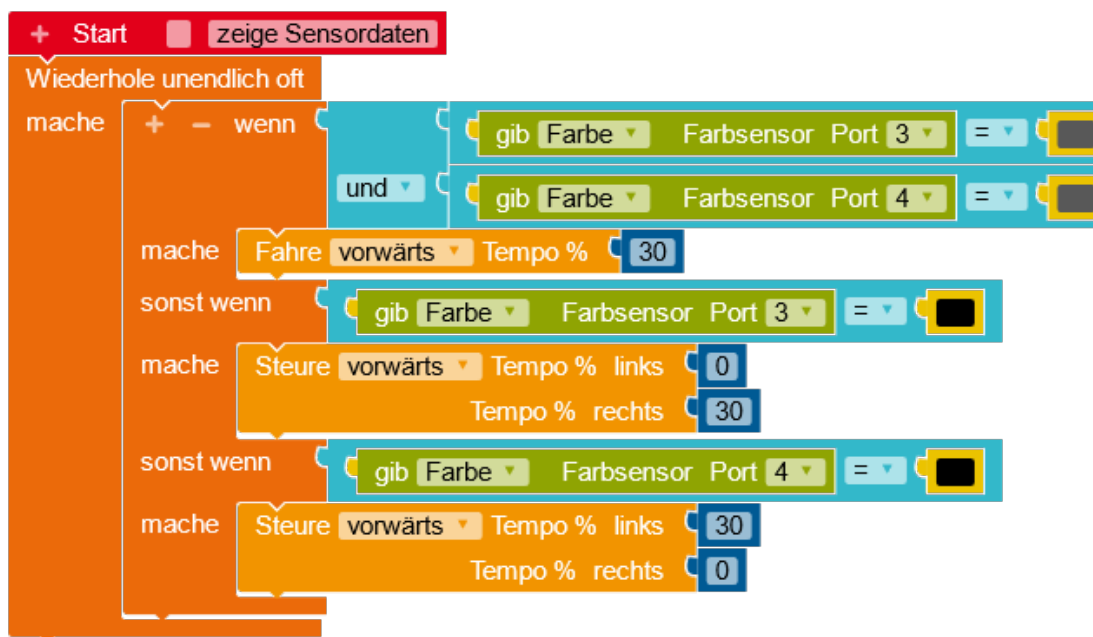 + Start zeige Sensordaten
Wiederhole unendlich oft
mache + − wenn gib Farbe Farbsensor Port 3 =
und gib Farbe Farbsensor Port 4 =
mache Fahre vorwärts Tempo % 30
sonst wenn gib Farbe Farbsensor Port 3 =
mache Steure vorwärts Tempo % links 0
Tempo % rechts 30
sonst wenn gib Farbe Farbsensor Port 4 =
mache Steure vorwärts Tempo % links 30
Tempo % rechts 0